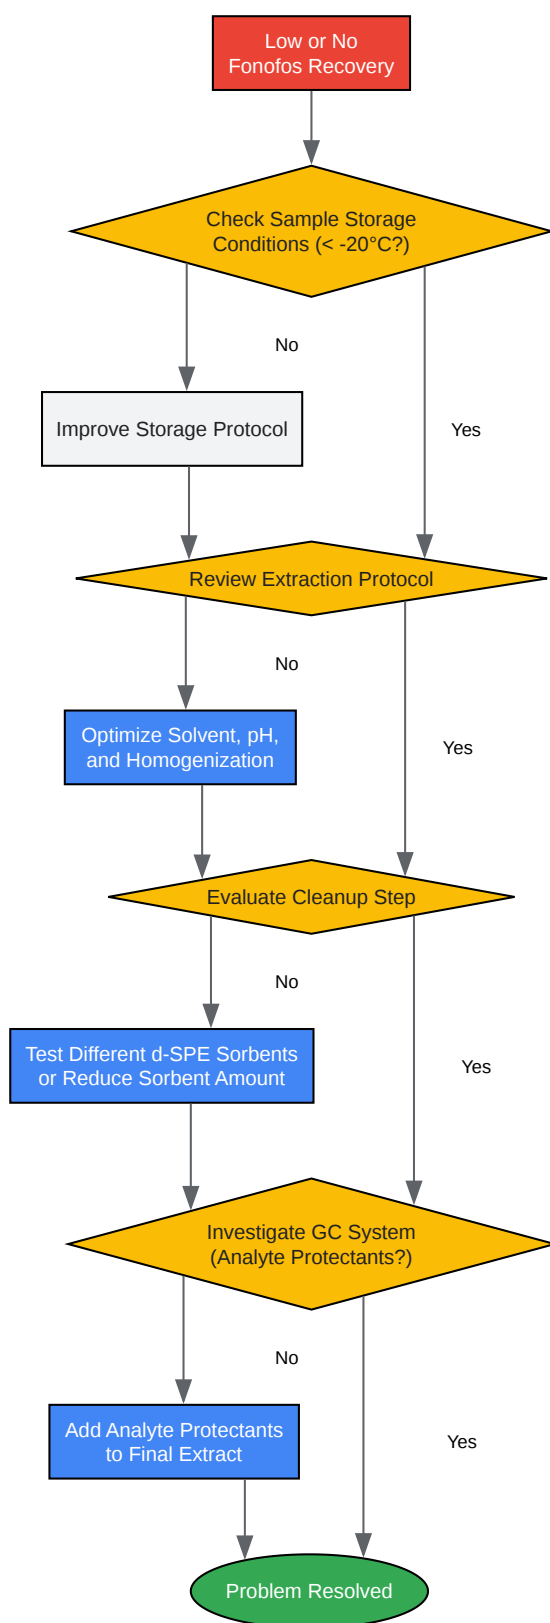 Low or No
Fonofos Recovery
Check Sample Storage
Conditions (< -20°C?)
No
Improve Storage Protocol
Yes
Review Extraction Protocol
No
Optimize Solvent, pH,
and Homogenization
Yes
Evaluate Cleanup Step
No
Test Different d-SPE Sorbents
or Reduce Sorbent Amount
Yes
Investigate GC System
(Analyte Protectants?)
No
Add Analyte Protectants
to Final Extract
Yes
Problem Resolved